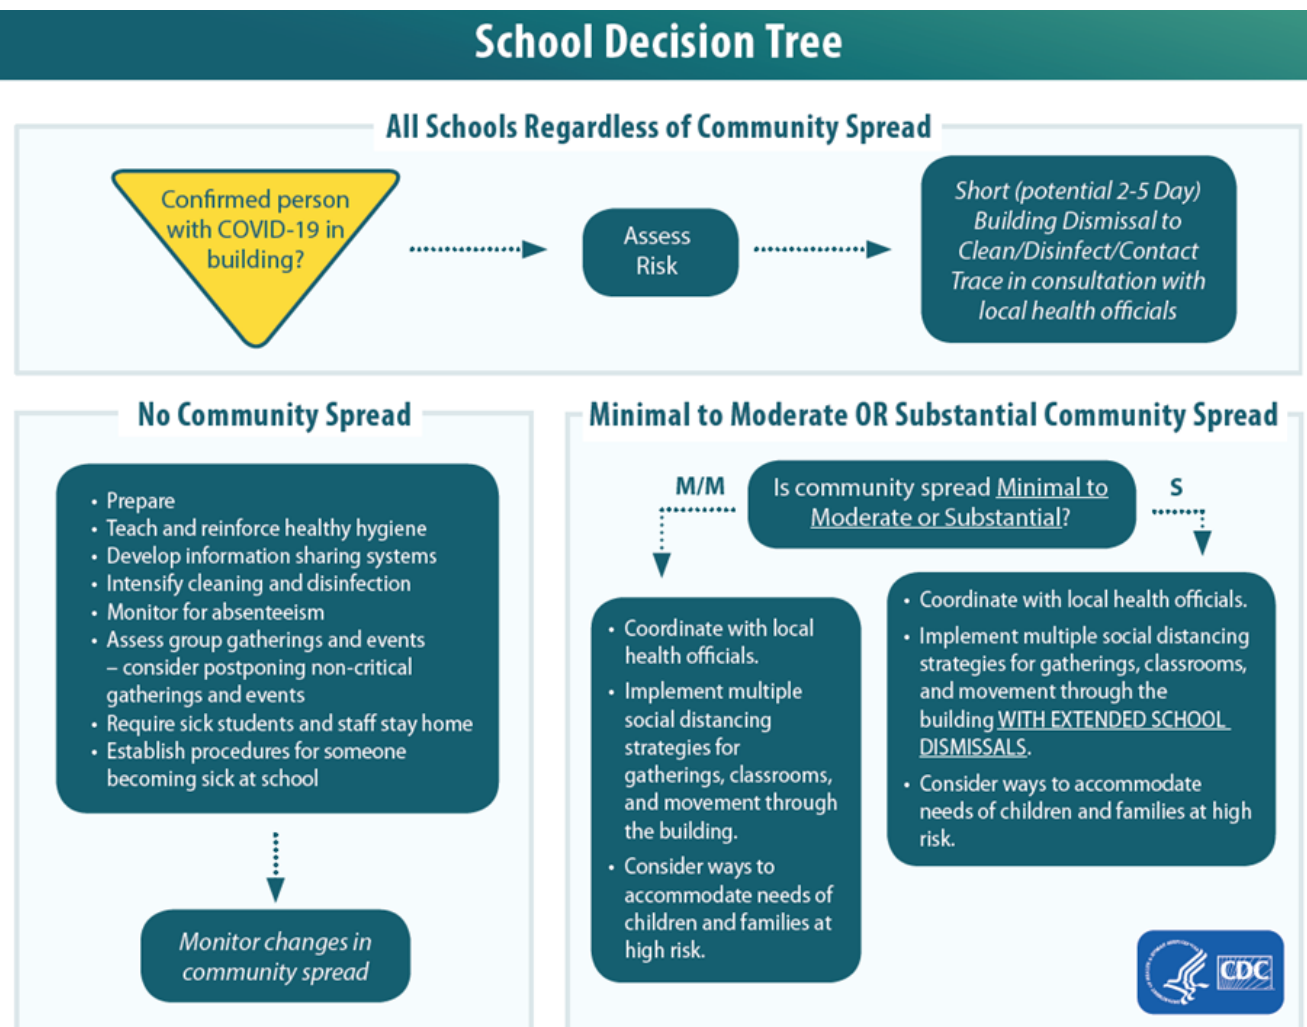 School Decision Tree
All Schools Regardless of Community Spread
Confirmed person
with COVID-19 in
building?
Assess
Risk
Short (potential 2-5 Day)
Building Dismissal to
Clean/Disinfect/Contact
Trace in consultation with
local health officials
No Community Spread
• Prepare
• Teach and reinforce healthy hygiene
• Develop information sharing systems
• Intensify cleaning and disinfection
• Monitor for absenteeism
• Assess group gatherings and events
– consider postponing non-critical
gatherings and events
• Require sick students and staff stay home
• Establish procedures for someone
becoming sick at school
Monitor changes in
community spread
Minimal to Moderate OR Substantial Community Spread
Is community spread Minimal to
Moderate or Substantial?
M/M
• Coordinate with local
health officials.
• Implement multiple
social distancing
strategies for
gatherings, classrooms,
and movement through
the building.
• Consider ways to
accommodate needs of
children and families at
high risk.
S
• Coordinate with local health officials.
• Implement multiple social distancing
strategies for gatherings, classrooms,
and movement through the
building WITH EXTENDED SCHOOL
DISMISSALS.
• Consider ways to accommodate
needs of children and families at high
risk.
CDC